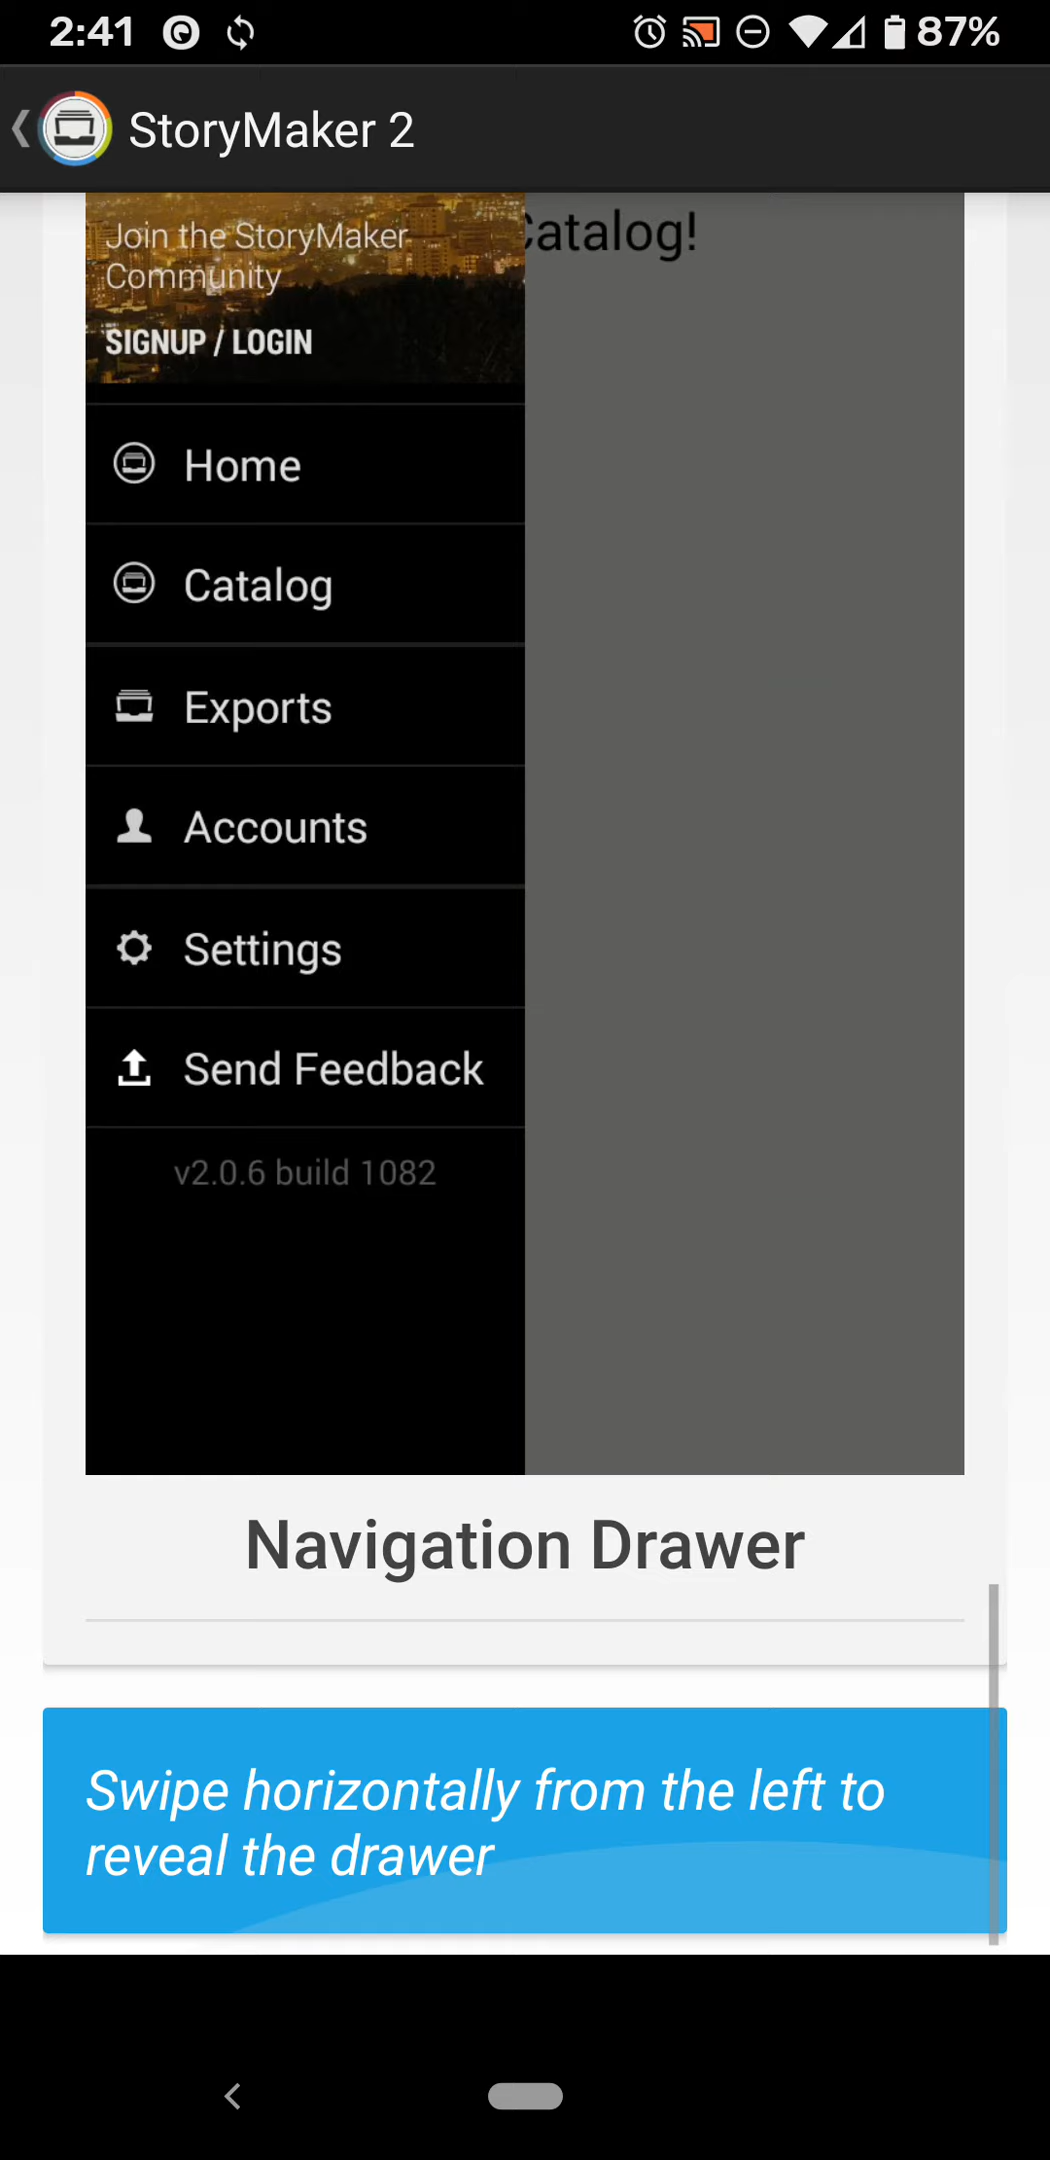 2:41
87%
StoryMaker 2
Join the StoryMaker
Community
SIGNUP / LOGIN
Catalog!
Home
Catalog
Exports
Accounts
Settings
Send Feedback
v2.0.6 build 1082
Navigation Drawer
Swipe horizontally from the left to
reveal the drawer